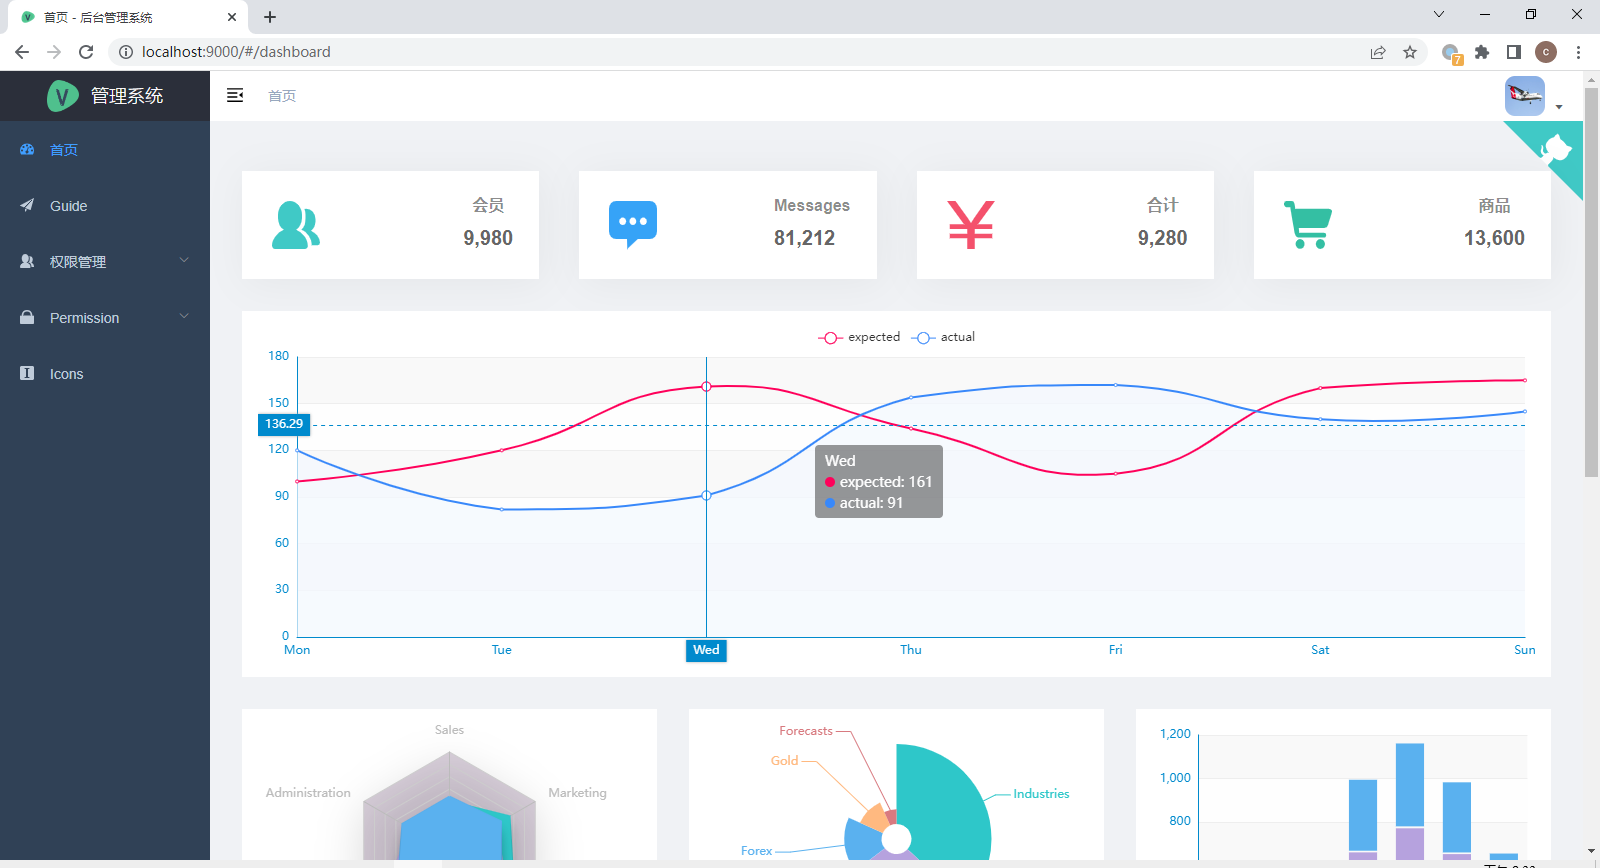 首页 - 后台管理系统
localhost:9000/#/dashboard
7
c
V 管理系统
首页
首页
Guide
权限管理
Permission
Icons
会员
9,980
Messages
81,212
合计
9,280
商品
13,600
expected
actual
180
150
136.29
120
90
60
30
0
Wed
expected: 161
actual: 91
Mon
Tue
Wed
Thu
Fri
Sat
Sun
Sales
Administration
Marketing
Forecasts
Gold
Industries
Forex
1,200
1,000
800